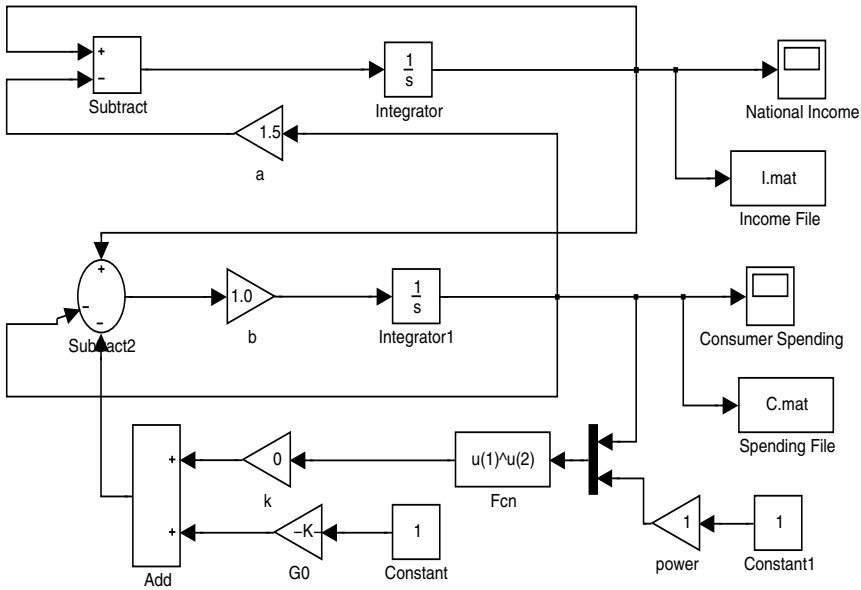 +
−
Subtract
1
s
Integrator
National Income
1.5
a
I.mat
Income File
+
−
−
Subtract2
1.0
b
1
s
Integrator1
Consumer Spending
C.mat
Spending File
+
+
Add
0
k
u(1)^u(2)
Fcn
−K−
G0
1
Constant
1
power
1
Constant1